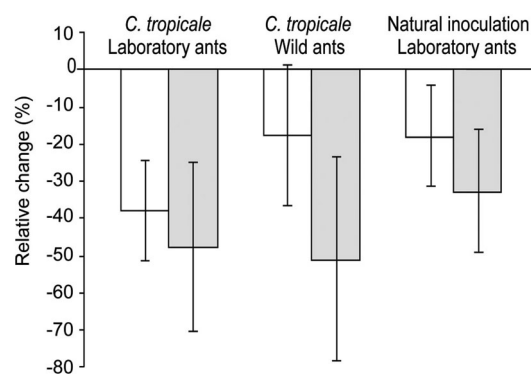 C. tropicale
Laboratory ants
C. tropicale
Wild ants
Natural inoculation
Laboratory ants
Relative change (%)
10
0
-10
-20
-30
-40
-50
-60
-70
-80